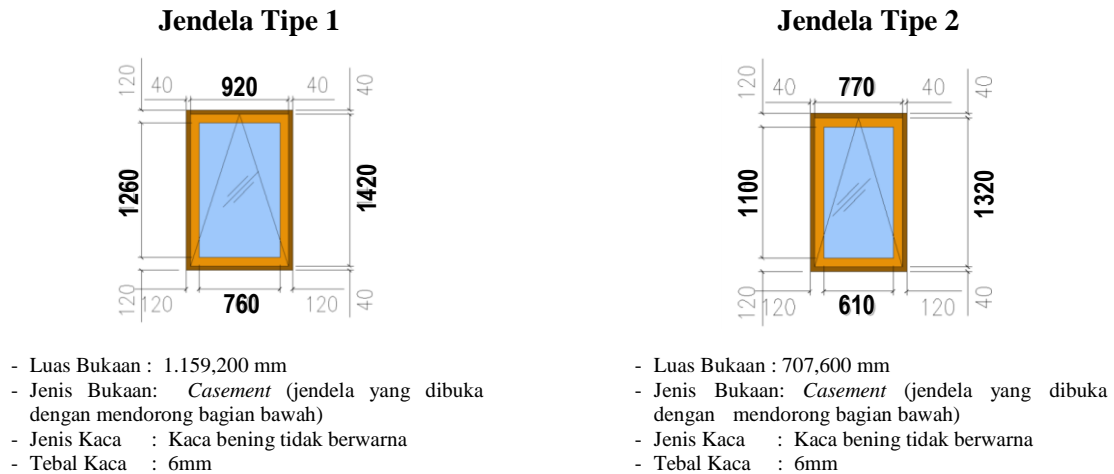 Jendela Tipe 1
120 40 920 40 40
1260 1420
120 120 760 120 40
- Luas Bukaan : 1.159,200 mm
- Jenis Bukaan: Casement (jendela yang dibuka
dengan mendorong bagian bawah)
- Jenis Kaca : Kaca bening tidak berwarna
- Tebal Kaca : 6mm
Jendela Tipe 2
120 40 770 40 40
1100 1320
120 120 610 120 40
- Luas Bukaan : 707,600 mm
- Jenis Bukaan: Casement (jendela yang dibuka
dengan mendorong bagian bawah)
- Jenis Kaca : Kaca bening tidak berwarna
- Tebal Kaca : 6mm